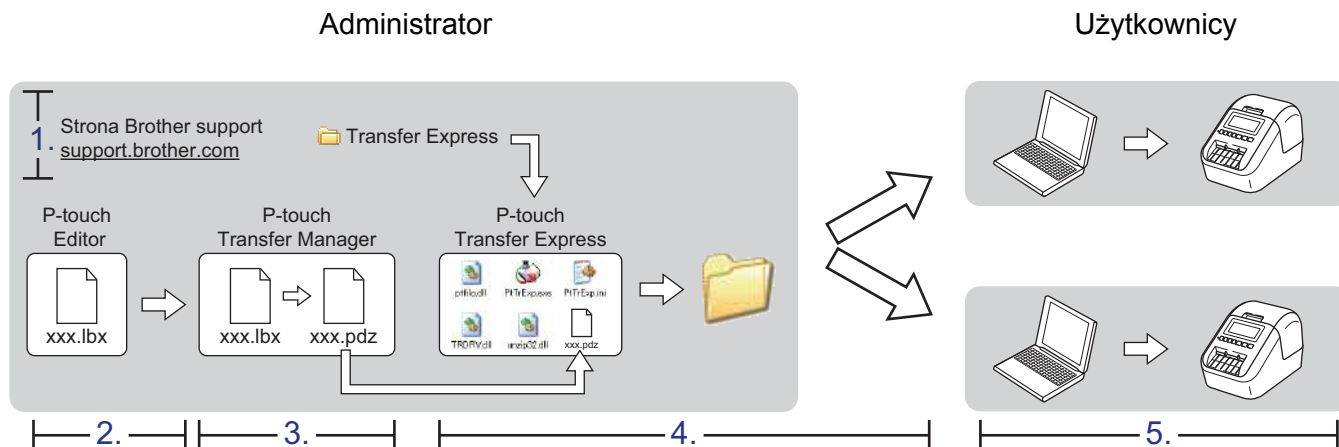 Administrator
Użytkownicy
1.
Strona Brother support
support.brother.com
Transfer Express
P-touch
Editor
xxx.lbx
P-touch
Transfer Manager
xxx.lbx
xxx.pdz
P-touch
Transfer Express
PtTrExp.exe
PtTrExp.ini
TRDRV.dll
unzip32.dll
xxx.pdz
2.
3.
4.
5.